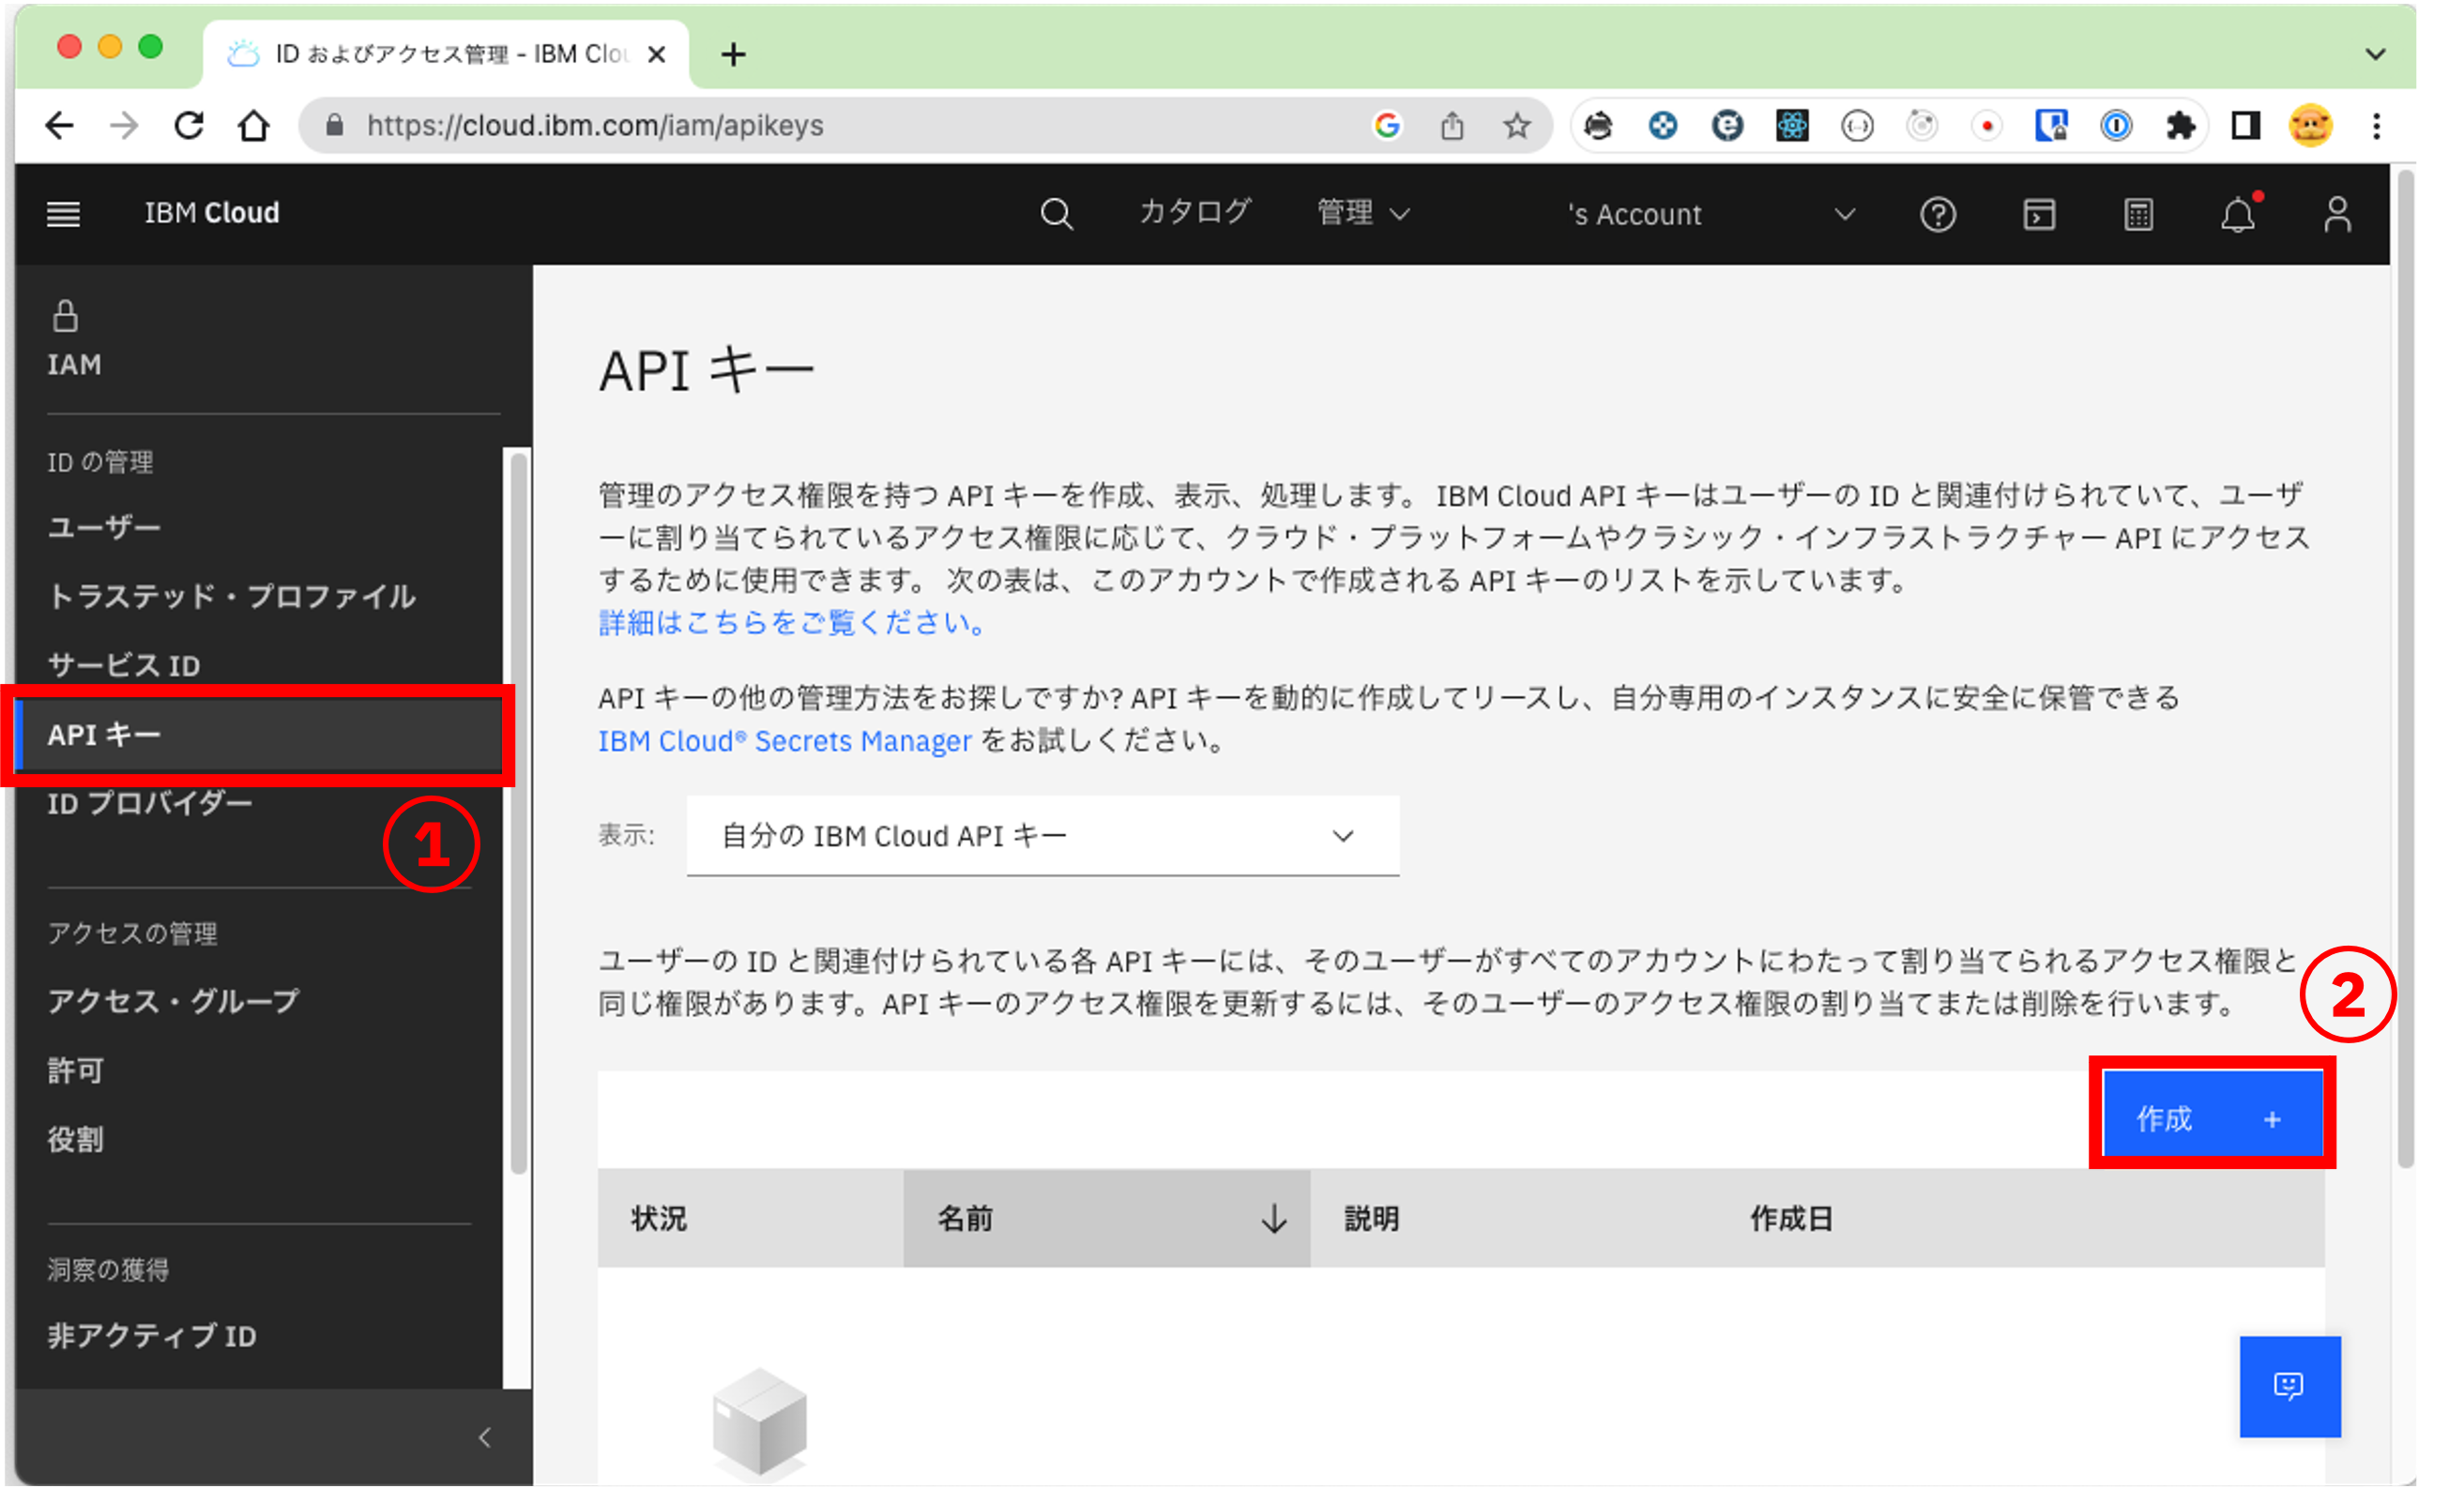 ID およびアクセス管理 - IBM Clou
https://cloud.ibm.com/iam/apikeys
IBM Cloud
カタログ
管理
's Account
IAM
ID の管理
ユーザー
トラステッド・プロファイル
サービス ID
API キー
ID プロバイダー
1
アクセスの管理
アクセス・グループ
許可
役割
洞察の獲得
非アクティブ ID
API キー
管理のアクセス権限を持つ API キーを作成、表示、処理します。 IBM Cloud API キーはユーザーの ID と関連付けられていて、ユーザ
ーに割り当てられているアクセス権限に応じて、クラウド・プラットフォームやクラシック・インフラストラクチャー API にアクセス
するために使用できます。 次の表は、このアカウントで作成される API キーのリストを示しています。
詳細はこちらをご覧ください。
API キーの他の管理方法をお探しですか? API キーを動的に作成してリースし、自分専用のインスタンスに安全に保管できる
IBM Cloud® Secrets Manager をお試しください。
表示:
自分の IBM Cloud API キー
ユーザーの ID と関連付けられている各 API キーには、そのユーザーがすべてのアカウントにわたって割り当てられるアクセス権限と
同じ権限があります。API キーのアクセス権限を更新するには、そのユーザーのアクセス権限の割り当てまたは削除を行います。
2
作成 +
状況
名前
説明
作成日